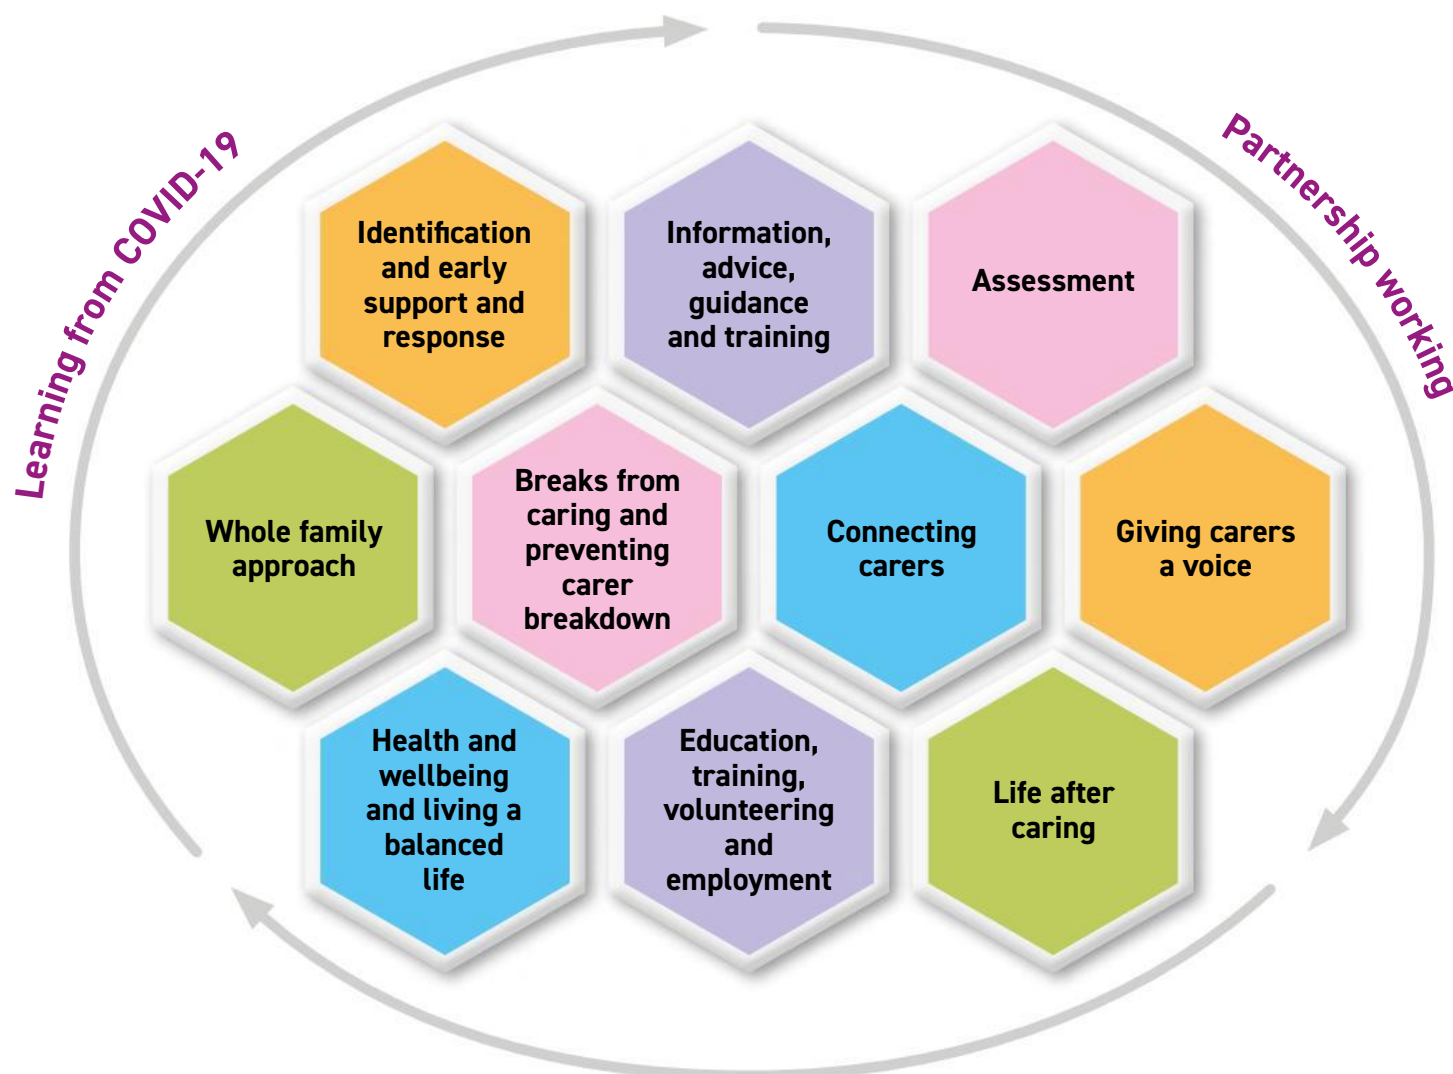 Learning from COVID-19
Partnership working
Identification
and early
support and
response
Information,
advice,
guidance
and training
Assessment
Whole family
approach
Breaks from
caring and
preventing
carer
breakdown
Connecting
carers
Giving carers
a voice
Health and
wellbeing
and living a
balanced
life
Education,
training,
volunteering
and
employment
Life after
caring